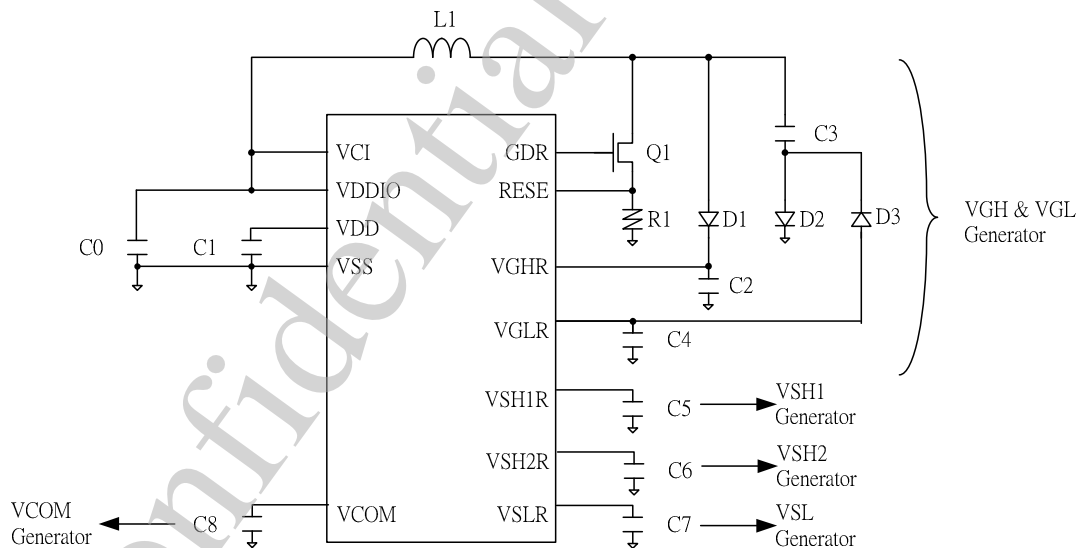 L1
VCI
VDDIO
VDD
VSS
VCOM
GDR
RESE
VGHR
VGLR
VSH1R
VSH2R
VSLR
Q1
R1
D1
D2
D3
C0
C1
C2
C3
C4
C5
C6
C7
C8
VGH & VGL
Generator
VSH1
Generator
VSH2
Generator
VSL
Generator
VCOM
Generator
onfidential